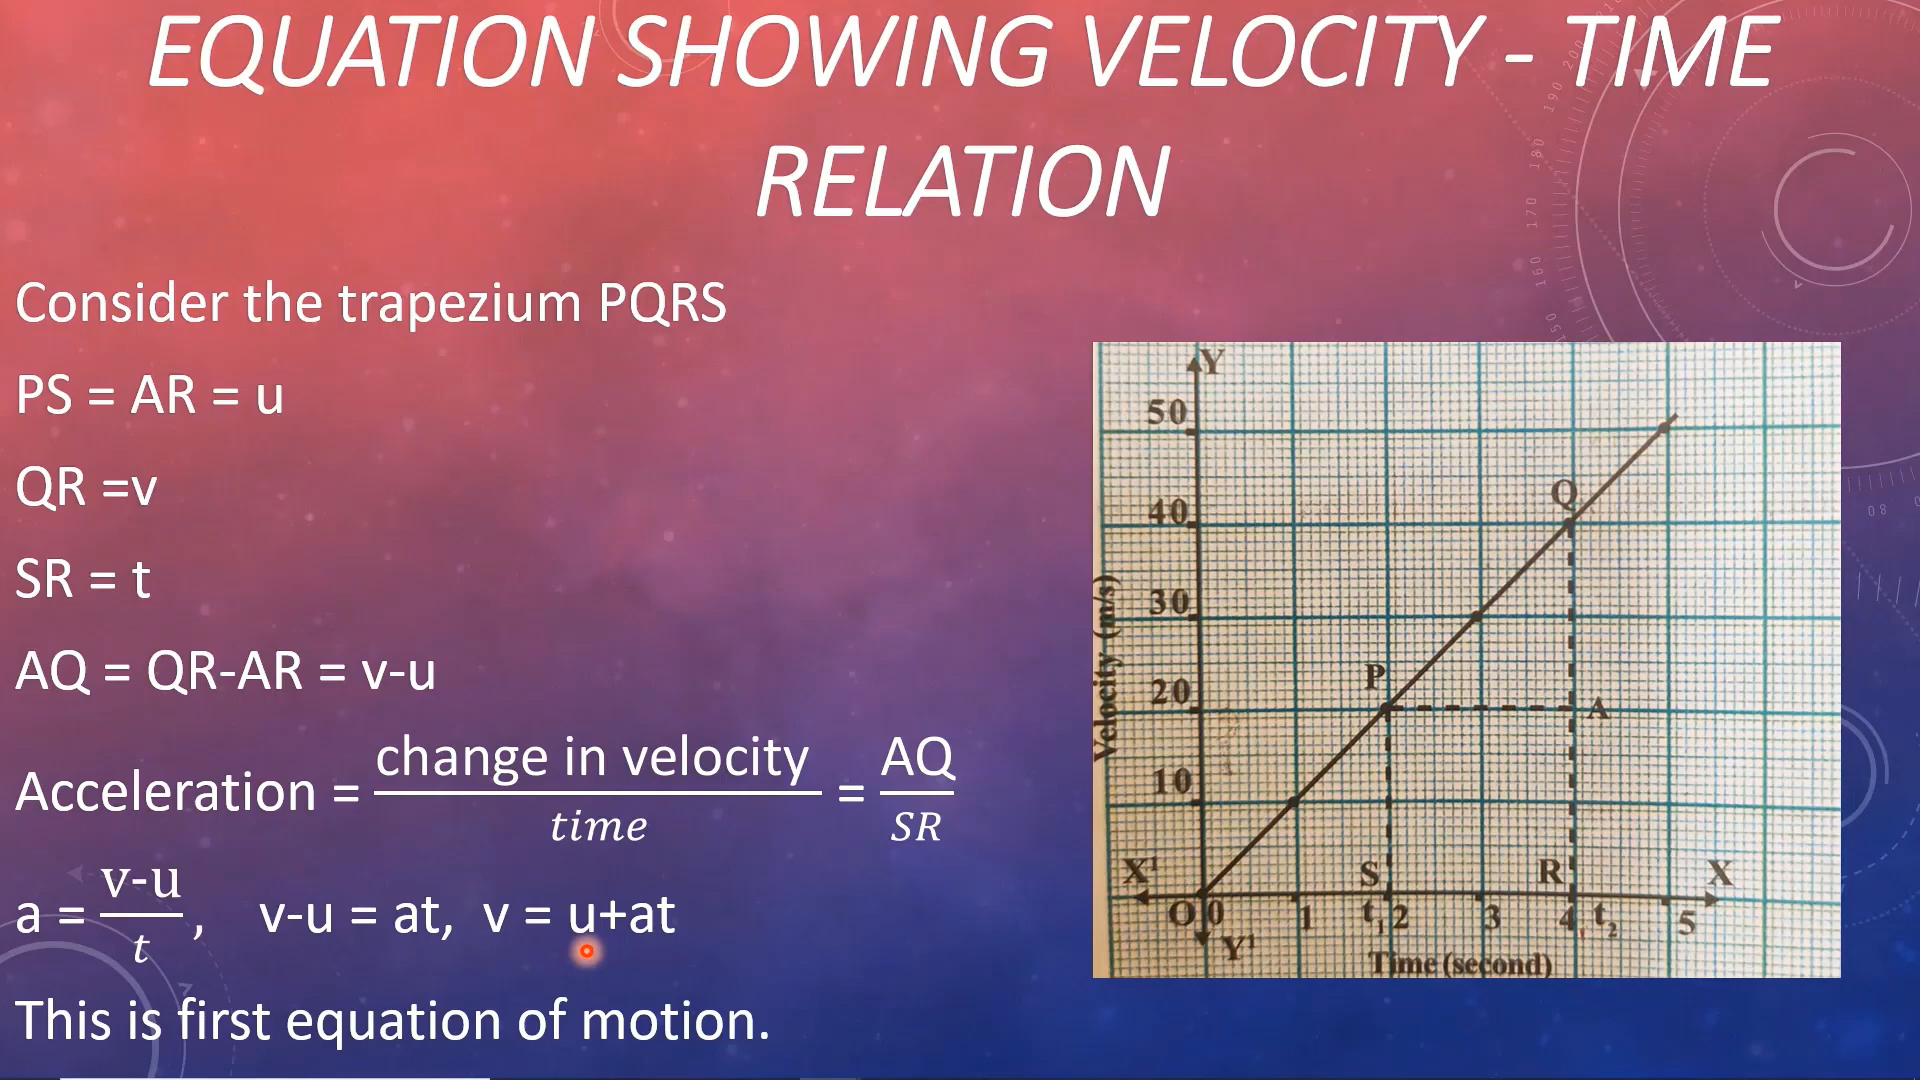 EQUATION SHOWING VELOCITY - TIME
RELATION
Consider the trapezium PQRS
PS = AR = u
QR =v
SR = t
AQ = QR-AR = v-u
Acceleration = change in velocity / time = AQ / SR
a = v-u / t , v-u = at, v = u+at
This is first equation of motion.
Y
50
Q
40
30
P
20
A
10
Velocity (m/s)
X¹ S R X
O 0 1 t₁ 2 3 4, t₂ 5
Y¹
Time (second)